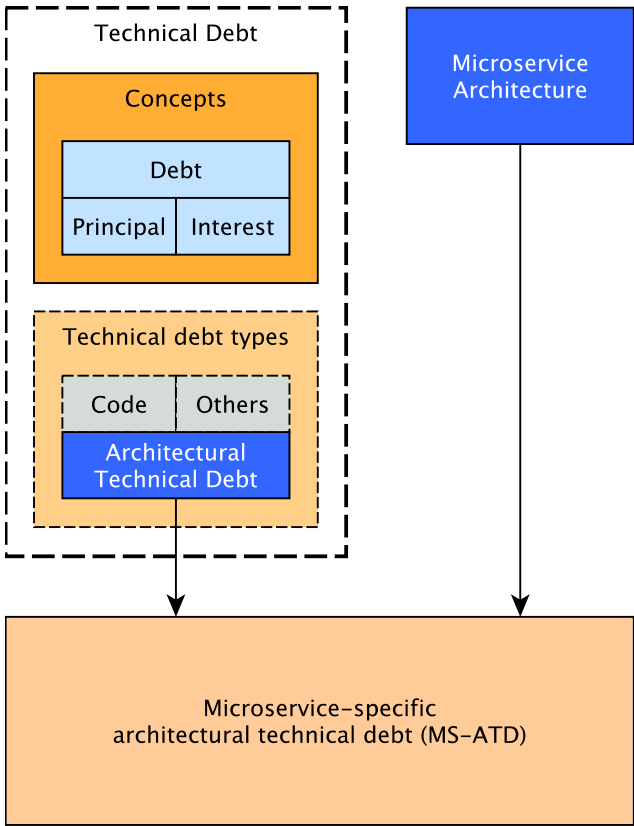 Technical Debt
Concepts
Debt
Principal
Interest
Technical debt types
Code
Others
Architectural
Technical Debt
Microservice
Architecture
Microservice-specific
architectural technical debt (MS-ATD)